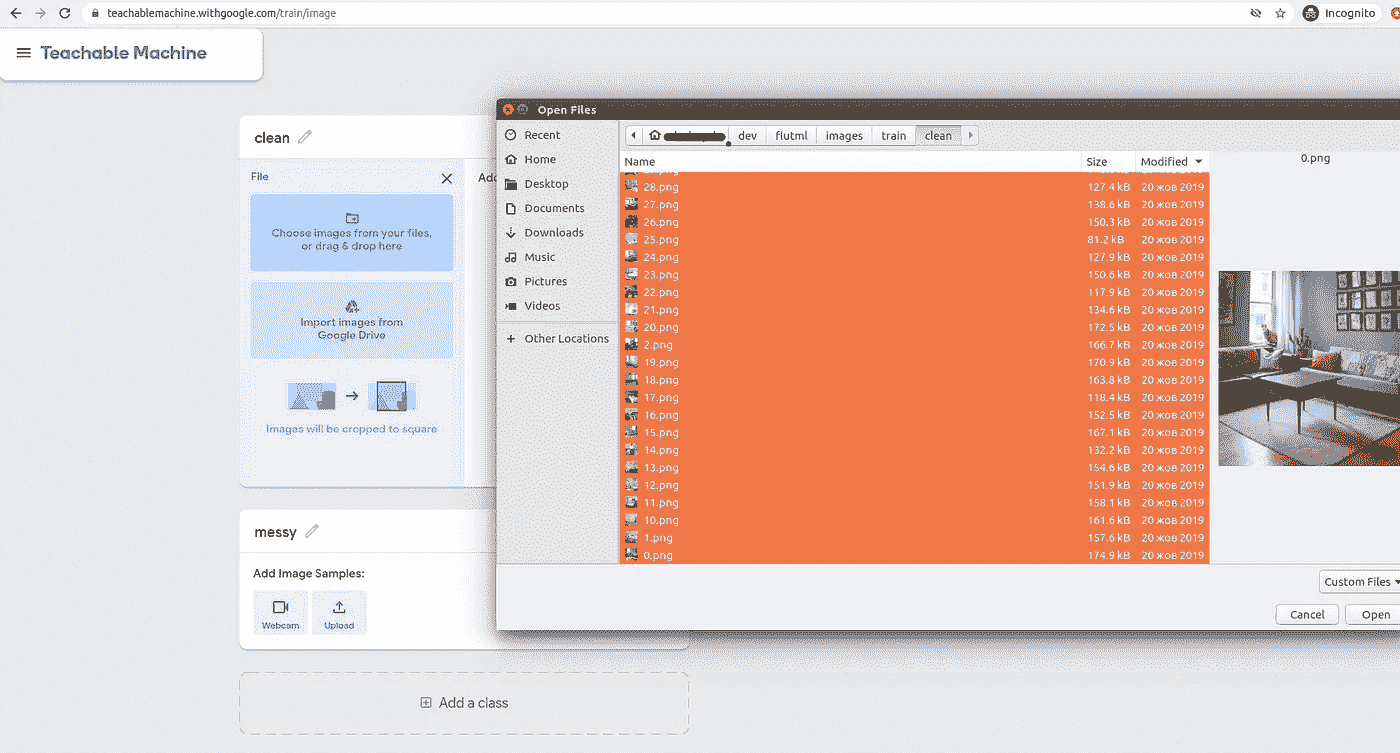 teachablemachine.withgoogle.com/train/image
Incognito
Teachable Machine
clean
File
Choose images from your files,
or drag & drop here
Import images from
Google Drive
Images will be cropped to square
Add
messy
Add Image Samples:
Webcam
Upload
Add a class
Open Files
Recent
Home
Desktop
Documents
Downloads
Music
Pictures
Videos
Other Locations
dev flutml images train clean
Name Size Modified
28.png 127.4 kB 20 жов 2019
27.png 138.6 kB 20 жов 2019
26.png 150.3 kB 20 жов 2019
25.png 81.2 kB 20 жов 2019
24.png 127.9 kB 20 жов 2019
23.png 150.6 kB 20 жов 2019
22.png 117.9 kB 20 жов 2019
21.png 134.6 kB 20 жов 2019
20.png 172.5 kB 20 жов 2019
2.png 166.7 kB 20 жов 2019
19.png 170.9 kB 20 жов 2019
18.png 163.8 kB 20 жов 2019
17.png 118.4 kB 20 жов 2019
16.png 152.5 kB 20 жов 2019
15.png 167.1 kB 20 жов 2019
14.png 132.2 kB 20 жов 2019
13.png 154.6 kB 20 жов 2019
12.png 151.9 kB 20 жов 2019
11.png 158.1 kB 20 жов 2019
10.png 161.6 kB 20 жов 2019
1.png 157.6 kB 20 жов 2019
0.png 174.9 kB 20 жов 2019
0.png
Custom Files
Cancel
Open